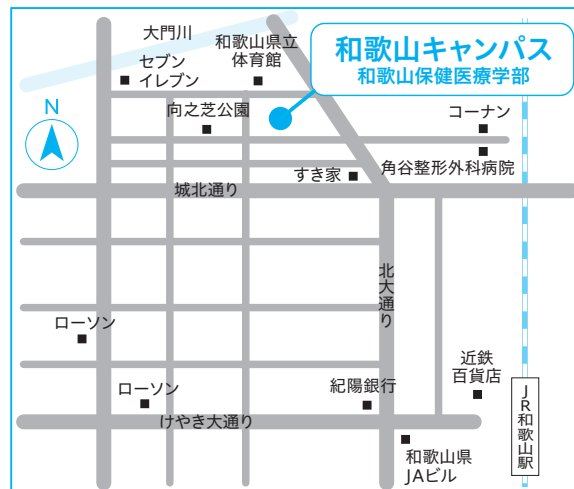 大門川
セブン
イレブン
和歌山県立
体育館
和歌山キャンパス
和歌山保健医療学部
N
向之芝公園
コーナン
すき家
角谷整形外科病院
城北通り
北大通り
ローソン
ローソン
紀陽銀行
近鉄
百貨店
けやき大通り
JR和歌山駅
和歌山県
JAビル